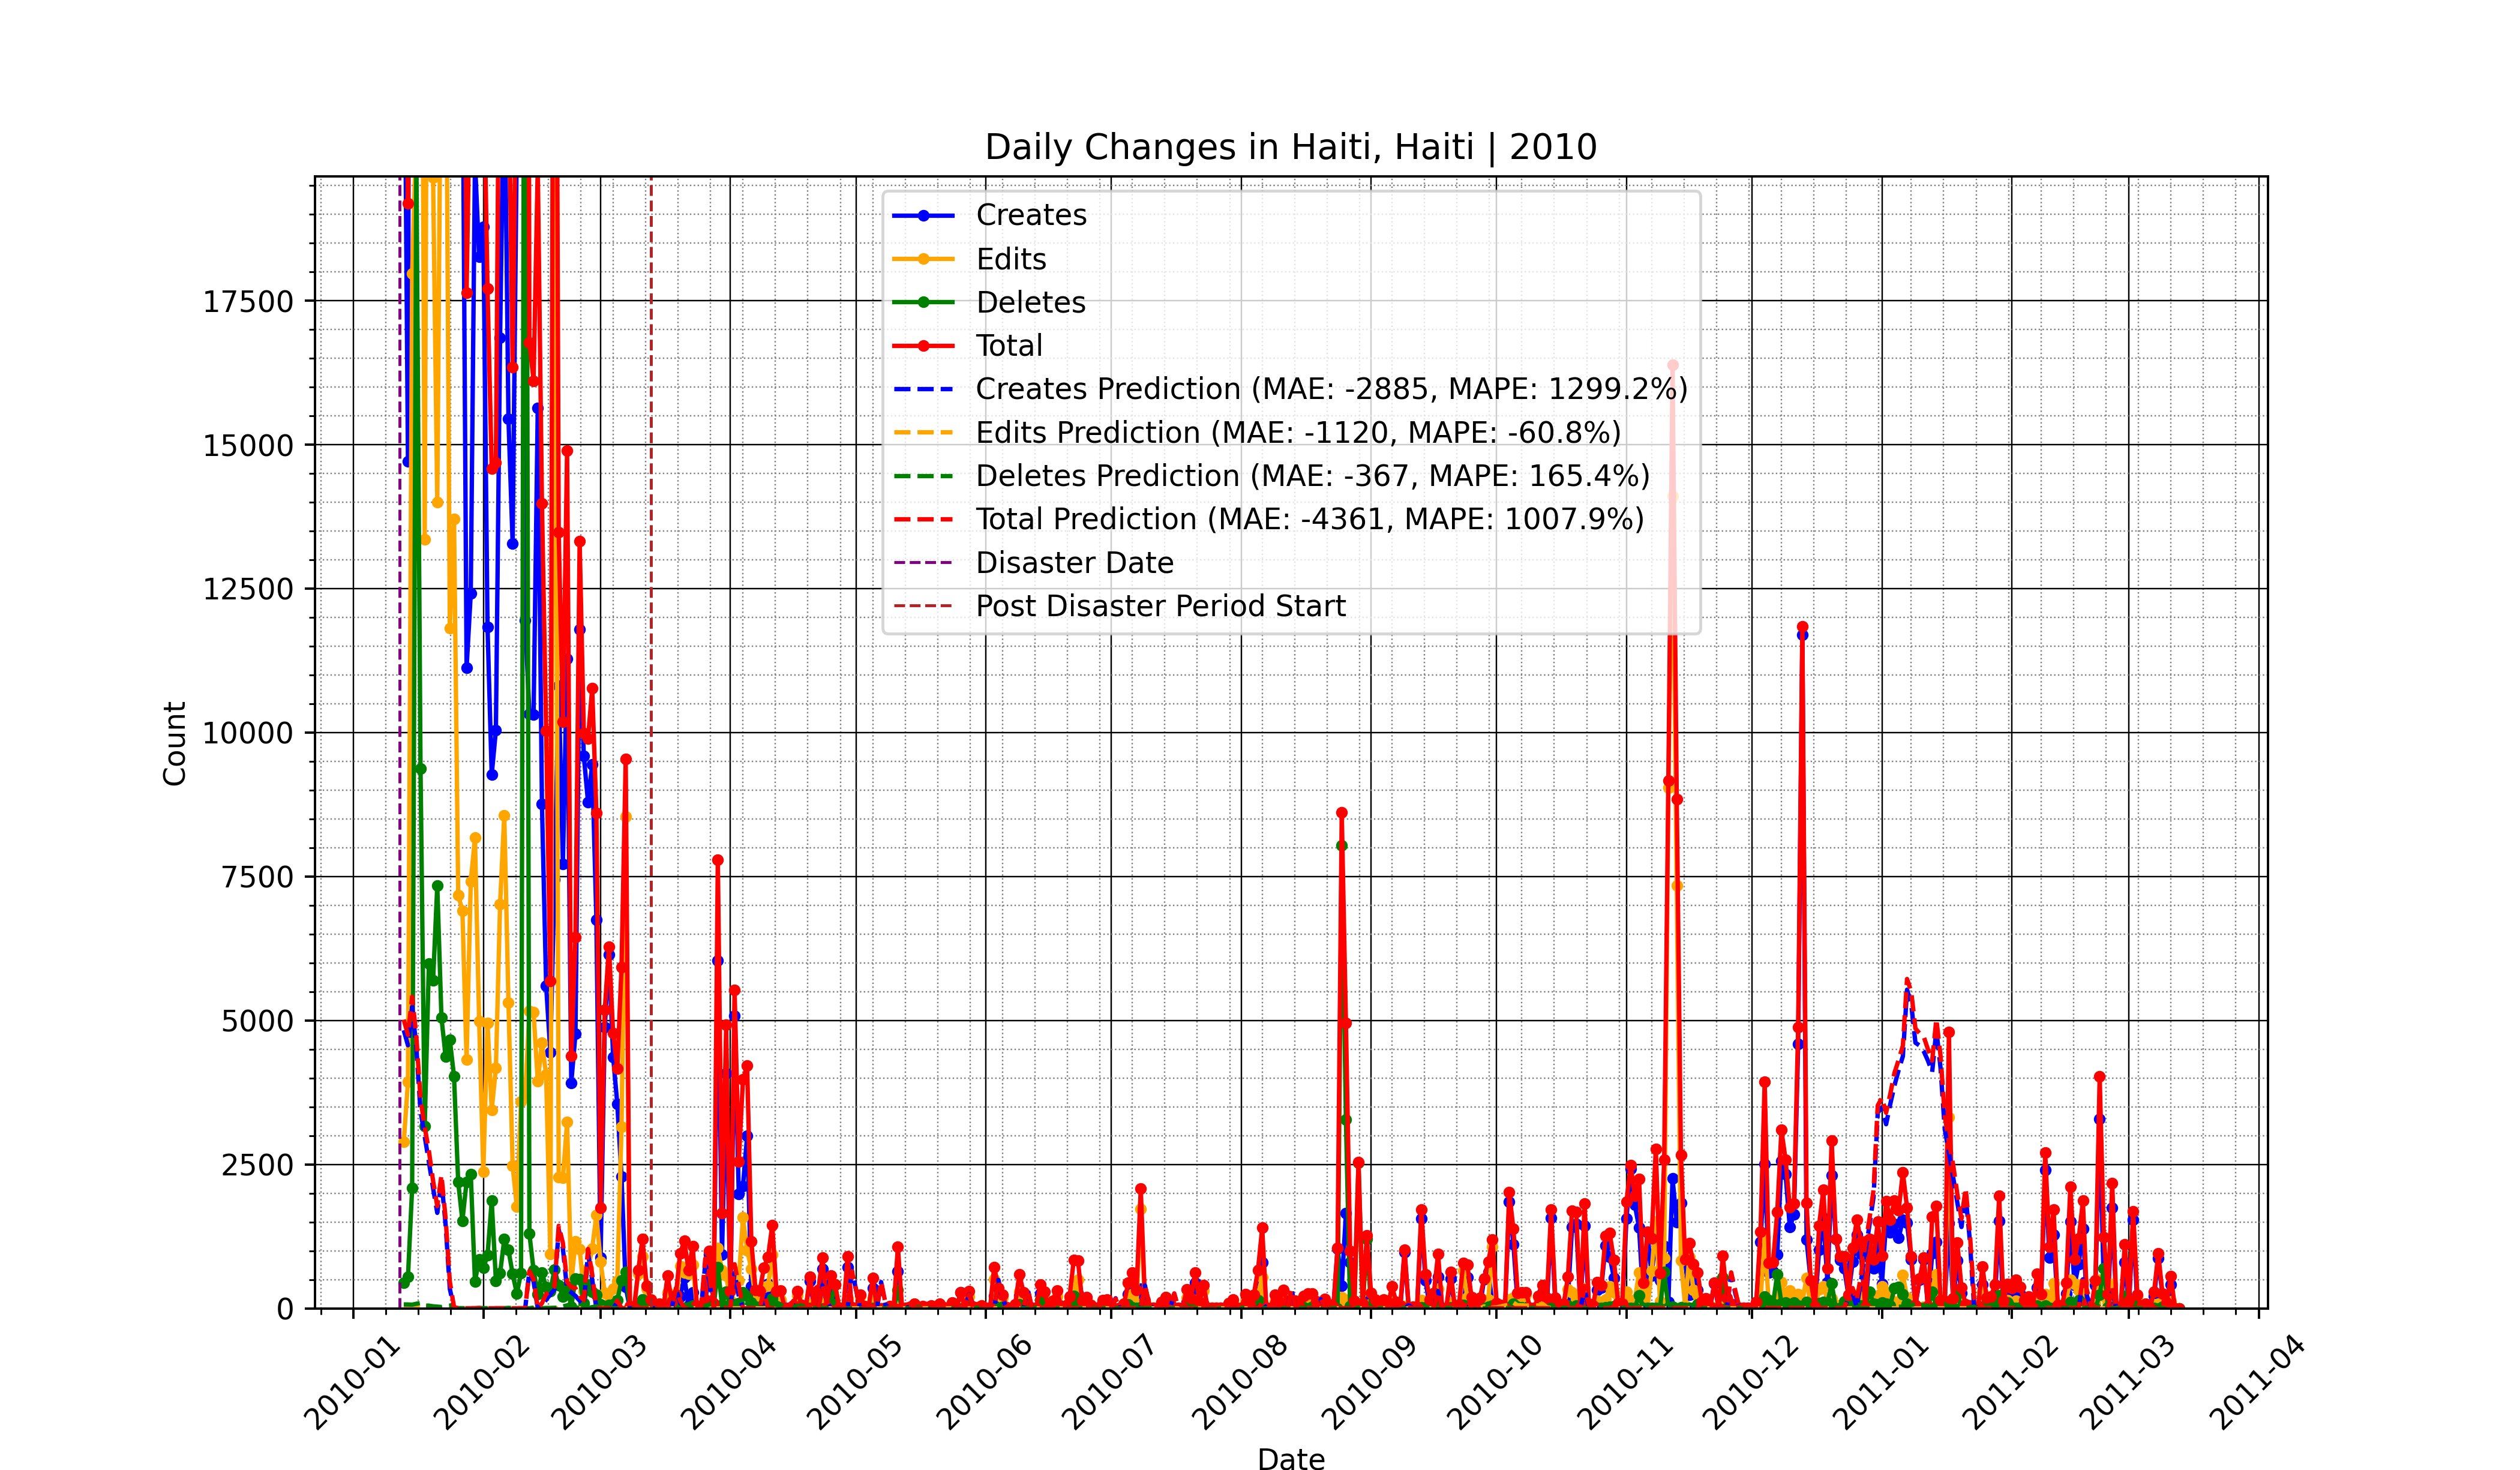 Daily Changes in Haiti, Haiti | 2010
Creates
Edits
Deletes
Total
Creates Prediction (MAE: -2885, MAPE: 1299.2%)
Edits Prediction (MAE: -1120, MAPE: -60.8%)
Deletes Prediction (MAE: -367, MAPE: 165.4%)
Total Prediction (MAE: -4361, MAPE: 1007.9%)
Disaster Date
Post Disaster Period Start
Count
17500
15000
12500
10000
7500
5000
2500
0
2010-01
2010-02
2010-03
2010-04
2010-05
2010-06
2010-07
2010-08
2010-09
2010-10
2010-11
2010-12
2011-01
2011-02
2011-03
2011-04
Date